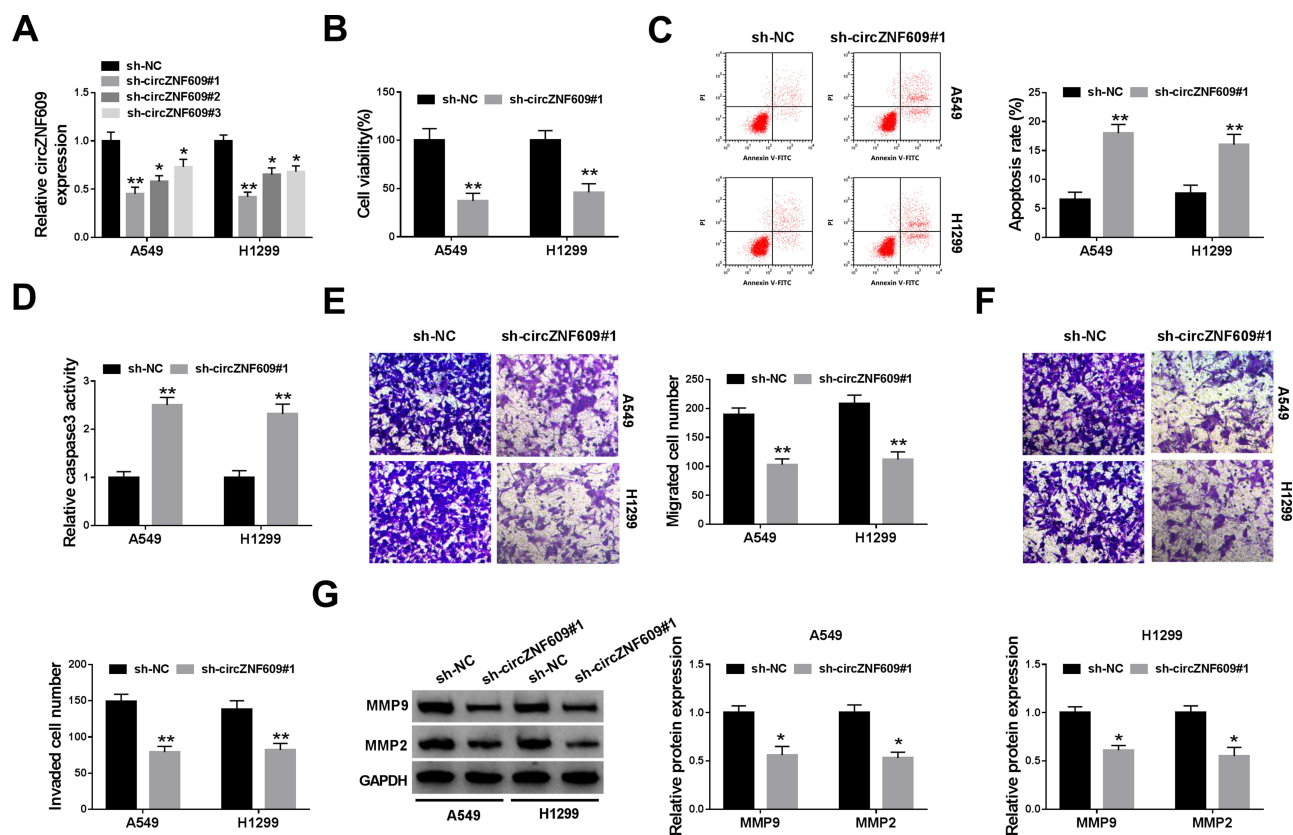 A
sh-NC
sh-circZNF609#1
sh-circZNF609#2
sh-circZNF609#3
Relative circZNF609
expression
1.5
1.0
0.5
0.0
** * *
** * *
A549 H1299
B
sh-NC sh-circZNF609#1
Cell viability(%)
150
100
50
0
** **
A549 H1299
C
sh-NC sh-circZNF609#1
PI
Annexin V-FITC
PI
Annexin V-FITC
A549
PI
Annexin V-FITC
PI
Annexin V-FITC
H1299
sh-NC sh-circZNF609#1
Apoptosis rate (%)
25
20
15
10
5
0
** **
A549 H1299
D
sh-NC sh-circZNF609#1
Relative caspase3 activity
3
2
1
0
** **
A549 H1299
E
sh-NC sh-circZNF609#1
A549
H1299
sh-NC sh-circZNF609#1
Migrated cell number
250
200
150
100
50
0
** **
A549 H1299
F
sh-NC sh-circZNF609#1
A549
H1299
sh-NC sh-circZNF609#1
Invaded cell number
200
150
100
50
0
** **
A549 H1299
G
sh-NC sh-circZNF609#1 sh-NC sh-circZNF609#1
MMP9
MMP2
GAPDH
A549 H1299
A549
sh-NC sh-circZNF609#1
Relative protein expression
1.5
1.0
0.5
0.0
* *
MMP9 MMP2
H1299
sh-NC sh-circZNF609#1
Relative protein expression
1.5
1.0
0.5
0.0
* *
MMP9 MMP2